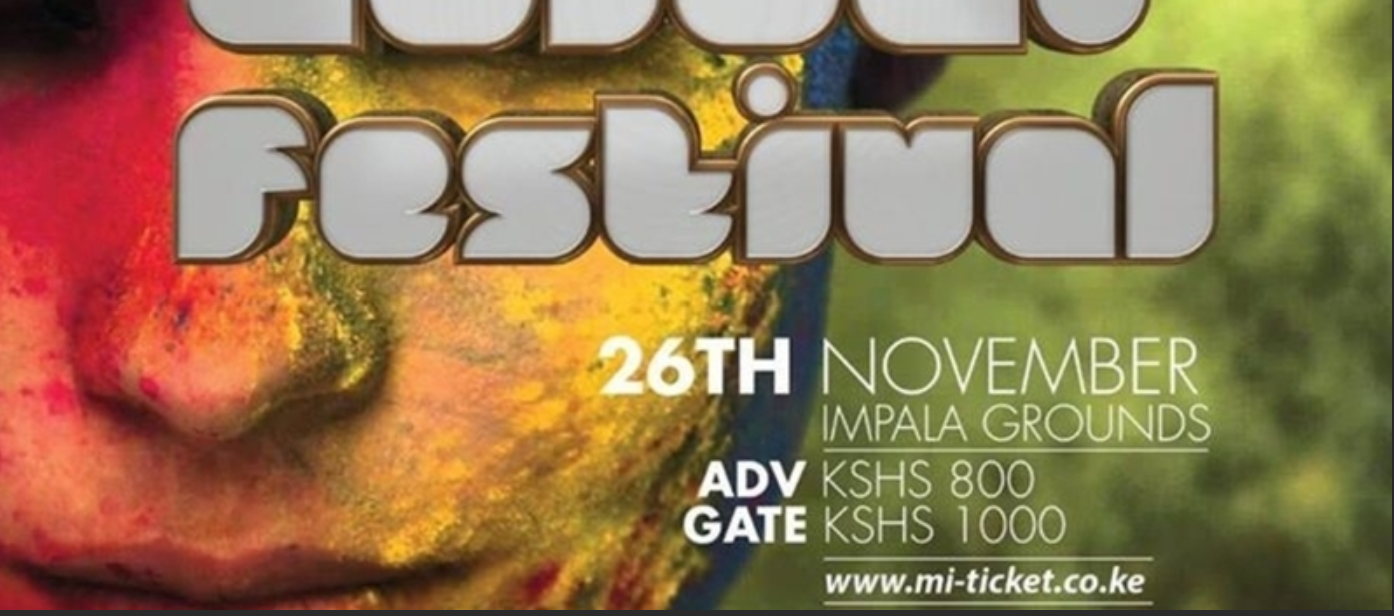 Festival
26TH NOVEMBER
IMPALA GROUNDS
ADV KSHS 800
GATE KSHS 1000
www.mi-ticket.co.ke